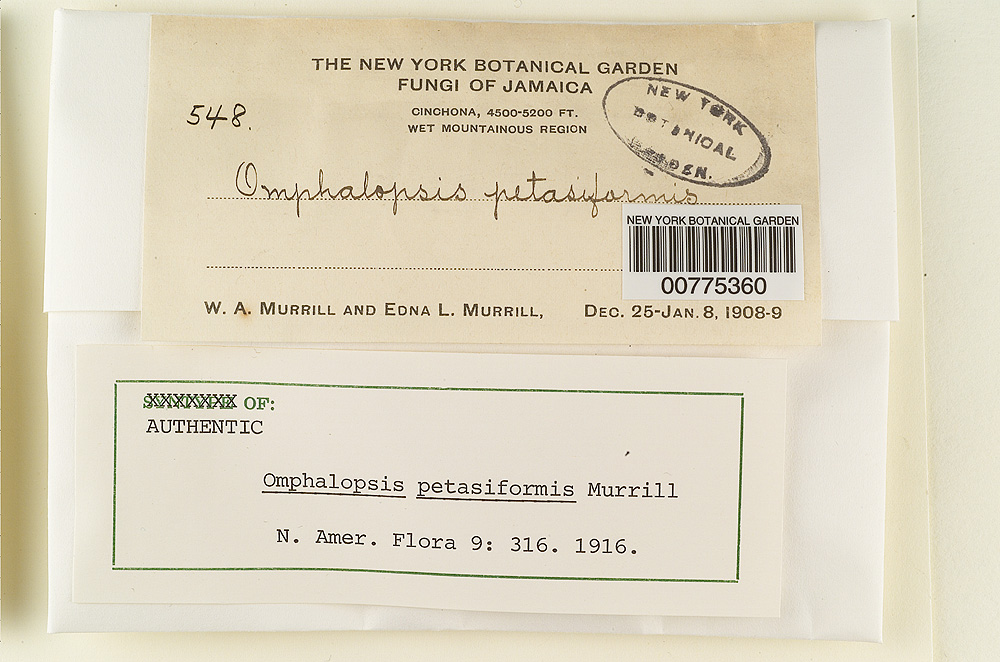 THE NEW YORK BOTANICAL GARDEN
FUNGI OF JAMAICA
CINCHONA, 4500-5200 FT.
WET MOUNTAINOUS REGION
548.
NEW YORK
BOTANICAL
GARDEN.
Omphalopsis petasiformis
NEW YORK BOTANICAL GARDEN
00775360
W. A. MURRILL AND EDNA L. MURRILL, DEC. 25-JAN. 8, 1908-9
OF:
AUTHENTIC
Omphalopsis petasiformis Murrill
N. Amer. Flora 9: 316. 1916.